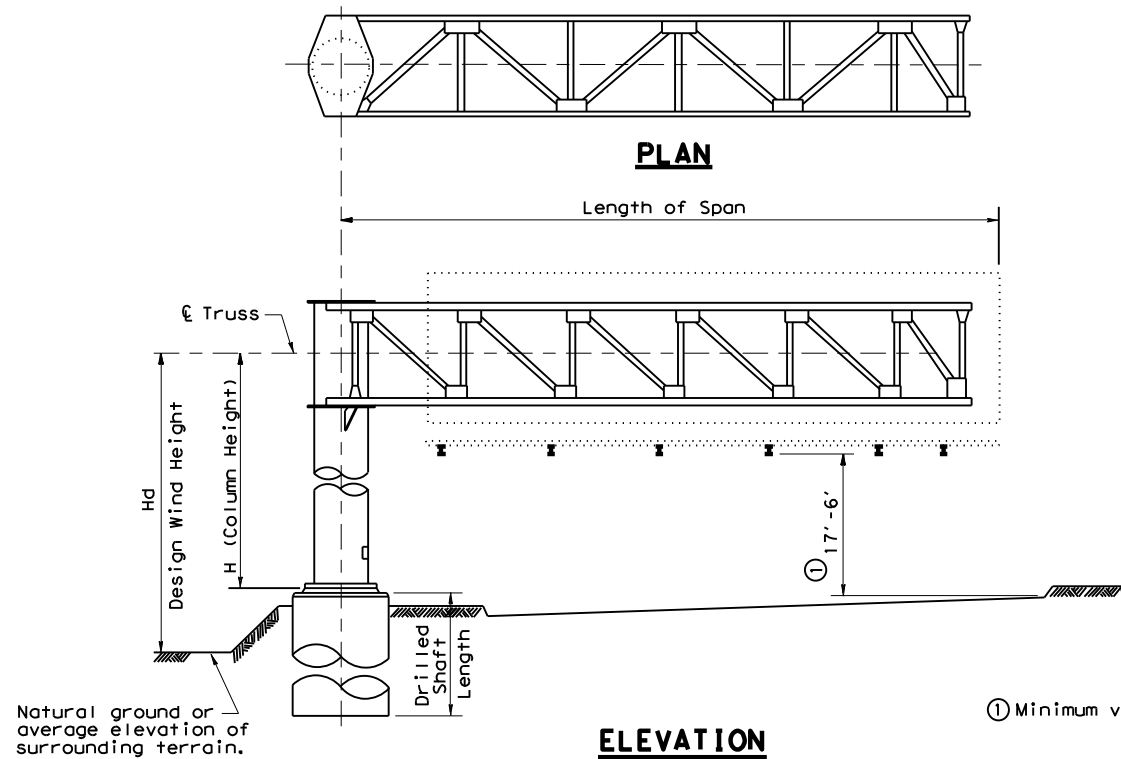 PLAN
Length of Span
℄ Truss
Hd
Design Wind Height
H (Column Height)
① 17'-6'
Drilled
Shaft
Length
Natural ground or
average elevation of
surrounding terrain.
① Minimum v
ELEVATION